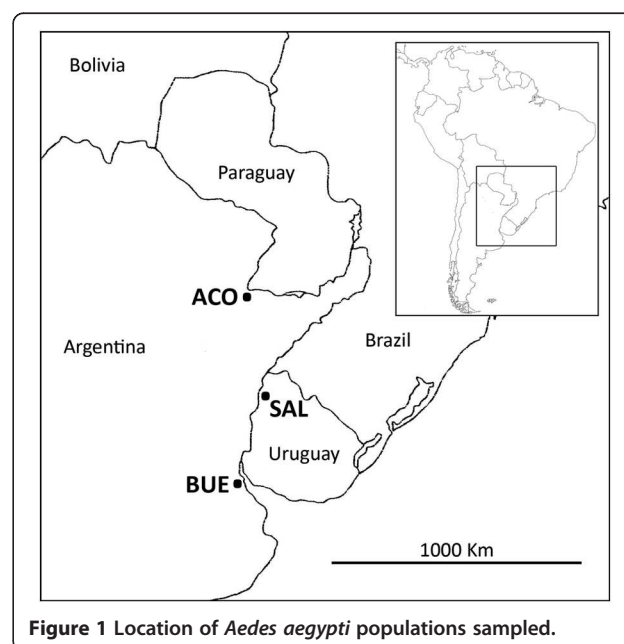 Bolivia
Paraguay
ACO
Argentina
Brazil
SAL
Uruguay
BUE
1000 Km
Figure 1 Location of Aedes aegypti populations sampled.